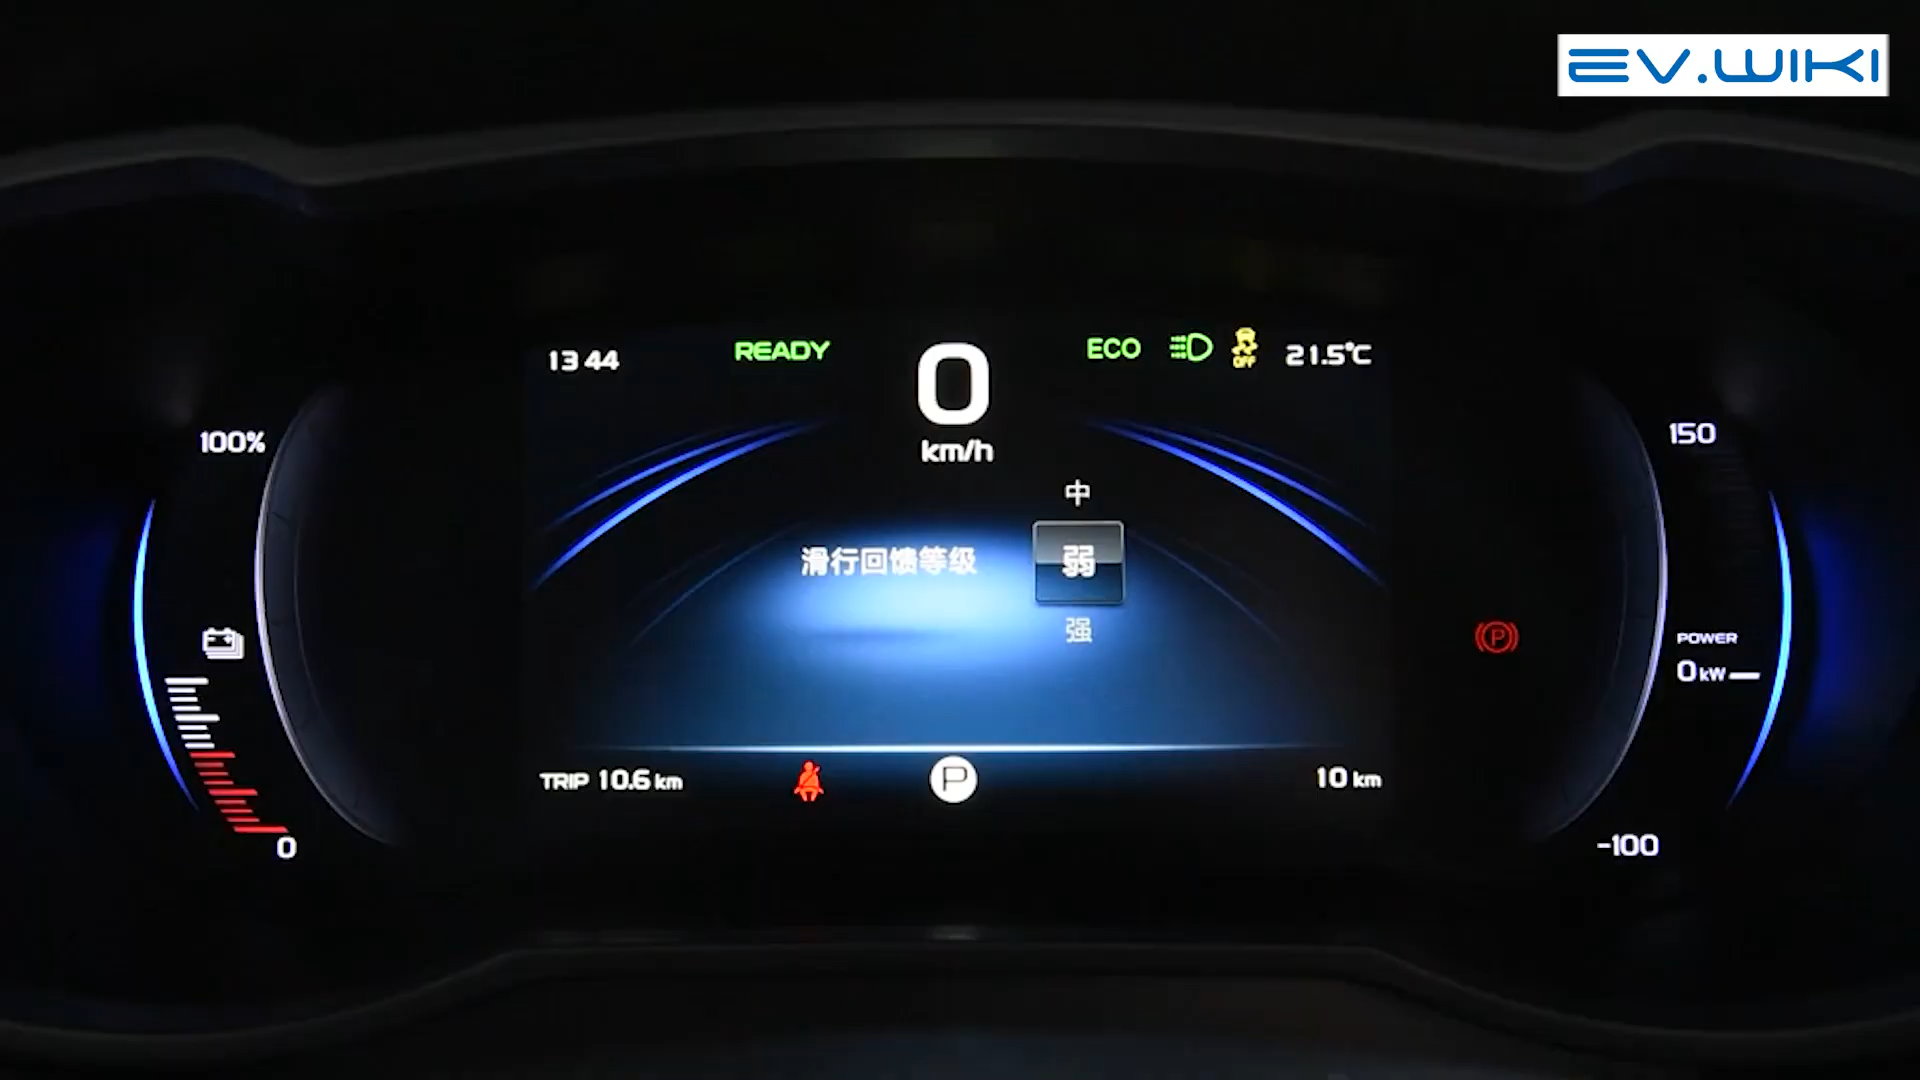 EV.WIKI
13 44
READY
0
km/h
ECO
OFF
21.5℃
100%
150
中
滑行回馈等级
弱
强
P
POWER
0 kW
TRIP 10.6 km
P
10 km
0
-100